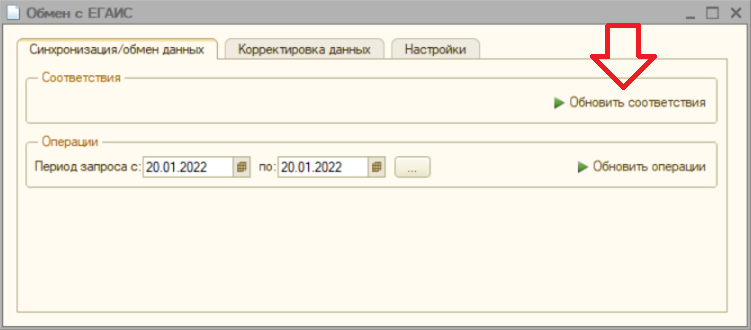 Обмен с ЕГАИС
Синхронизация/обмен данных Корректировка данных Настройки
Соответствия
Обновить соответствия
Операции
Период запроса с: 20.01.2022 по: 20.01.2022 ... Обновить операции